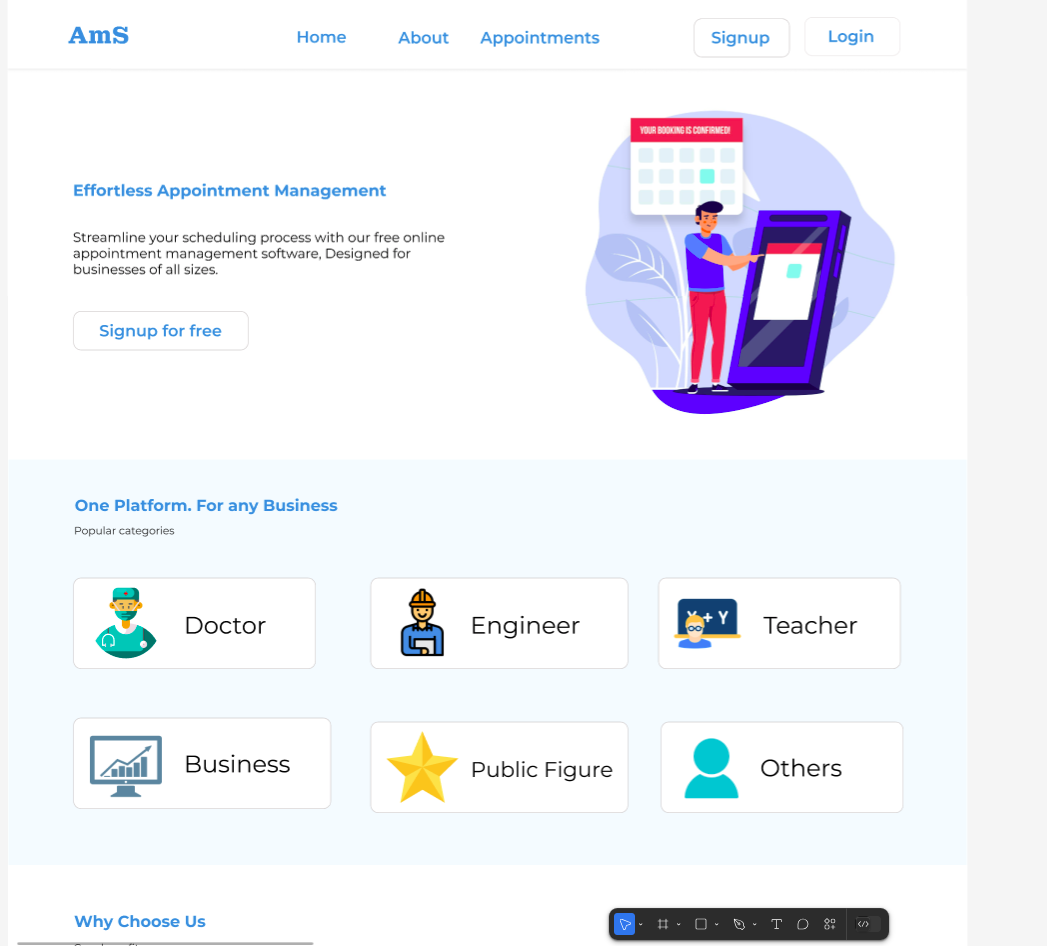 AmS
Home
About
Appointments
Signup
Login
YOUR BOOKING IS CONFIRMED!
Effortless Appointment Management
Streamline your scheduling process with our free online
appointment management software, Designed for
businesses of all sizes.
Signup for free
One Platform. For any Business
Popular categories
Doctor
Engineer
X + Y
Teacher
Business
Public Figure
Others
Why Choose Us